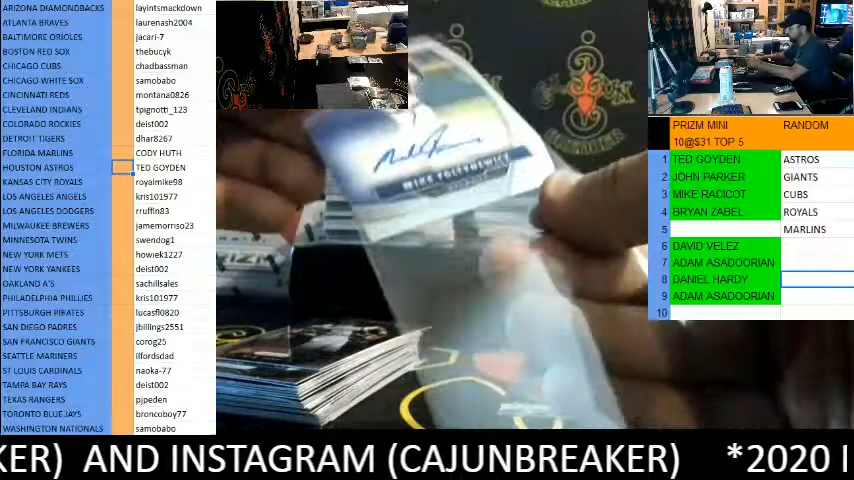 ARIZONA DIAMONDBACKS layintsmackdown
ATLANTA BRAVES laurenash2004
BALTIMORE ORIOLES jacari-7
BOSTON RED SOX thebucyk
CHICAGO CUBS chadbassman
CHICAGO WHITE SOX samobabo
CINCINNATI REDS montana0826
CLEVELAND INDIANS tpignotti_123
COLORADO ROCKIES deist002
DETROIT TIGERS dhar8267
FLORIDA MARLINS CODY HUTH
HOUSTON ASTROS TED GOYDEN
KANSAS CITY ROYALS royalmike98
LOS ANGELES ANGELS kris101977
LOS ANGELES DODGERS rruffin83
MILWAUKEE BREWERS jamemorriso23
MINNESOTA TWINS swendog1
NEW YORK METS howiek1227
NEW YORK YANKEES deist002
OAKLAND A'S sachillsales
PHILADELPHIA PHILLIES kris101977
PITTSBURGH PIRATES lucasfl0820
SAN DIEGO PADRES jbillings2551
SAN FRANCISCO GIANTS corog25
SEATTLE MARINERS ilfordsdad
ST LOUIS CARDINALS naoka-77
TAMPA BAY RAYS deist002
TEXAS RANGERS pjpeden
TORONTO BLUE JAYS broncoboy77
WASHINGTON NATIONALS samobabo
MIKE FOLTYNEWICZ
PRIZM MINI RANDOM
10@$31 TOP 5
1 TED GOYDEN ASTROS
2 JOHN PARKER GIANTS
3 MIKE RACICOT CUBS
4 BRYAN ZABEL ROYALS
5 MARLINS
6 DAVID VELEZ
7 ADAM ASADOORIAN
8 DANIEL HARDY
9 ADAM ASADOORIAN
10
KER) AND INSTAGRAM (CAJUNBREAKER) *2020